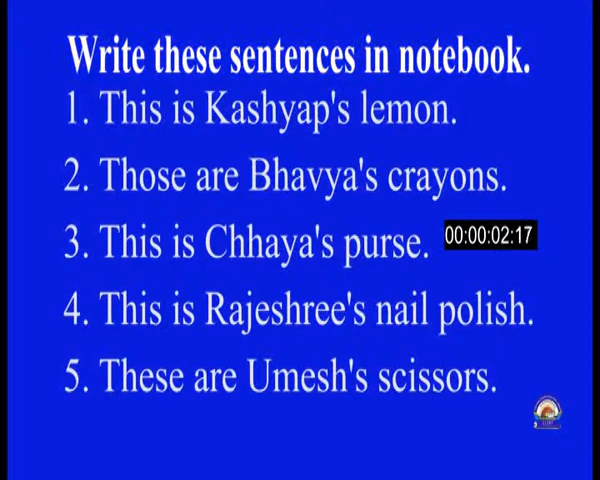 Write these sentences in notebook.
1. This is Kashyap's lemon.
2. Those are Bhavya's crayons.
3. This is Chhaya's purse.
00:00:02:17
4. This is Rajeshree's nail polish.
5. These are Umesh's scissors.